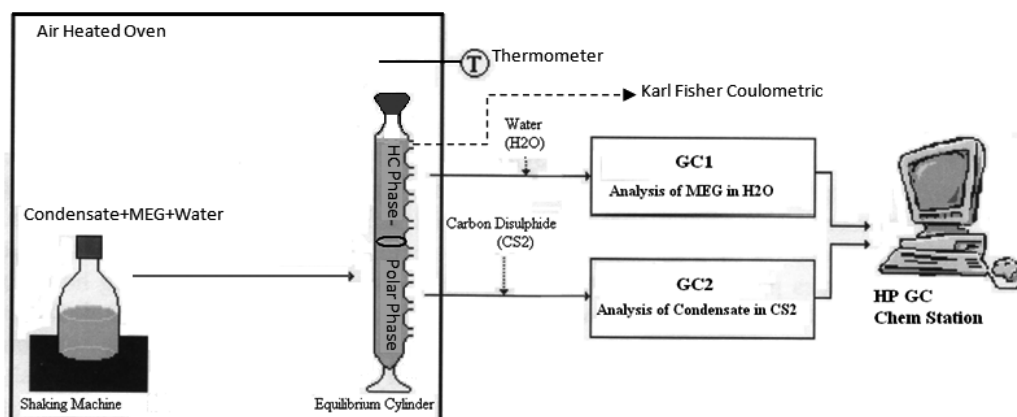 Air Heated Oven
Thermometer
Karl Fisher Coulometric
Water
(H2O)
GC1
Analysis of MEG in H2O
Condensate+MEG+Water
HC Phase-
Polar Phase
Carbon Disulphide
(CS2)
GC2
Analysis of Condensate in CS2
HP GC
Chem Station
Shaking Machine
Equilibrium Cylinder
T